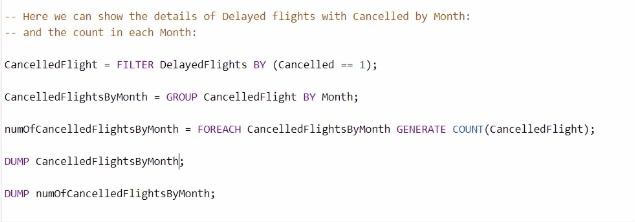 -- Here we can show the details of Delayed flights with Cancelled by Month:
-- and the count in each Month:
CancelledFlight = FILTER DelayedFlights BY (Cancelled == 1);
CancelledFlightsByMonth = GROUP CancelledFlight BY Month;
numOfCancelledFlightsByMonth = FOREACH CancelledFlightsByMonth GENERATE COUNT(CancelledFlight);
DUMP CancelledFlightsByMonth;
DUMP numOfCancelledFlightsByMonth;